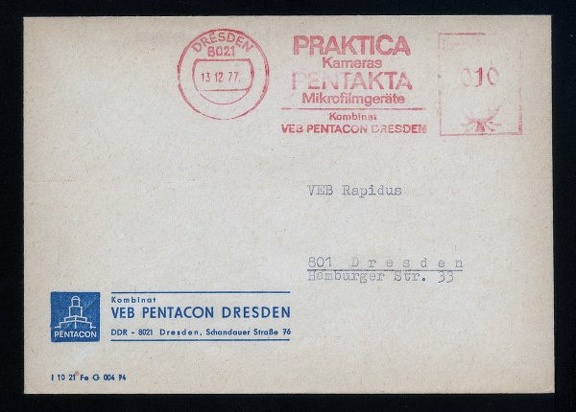 DRESDEN
8021
13.12.77.
PRAKTICA
Kameras
PENTAKTA
Mikrofilmgeräte
Kombinat
VEB PENTACON DRESDEN
010
VEB Rapidus
801 Dresden
Hamburger Str. 33
PENTACON
Kombinat
VEB PENTACON DRESDEN
DDR - 8021 Dresden, Schandauer Straße 76
I 10 21 Fe G 004 74